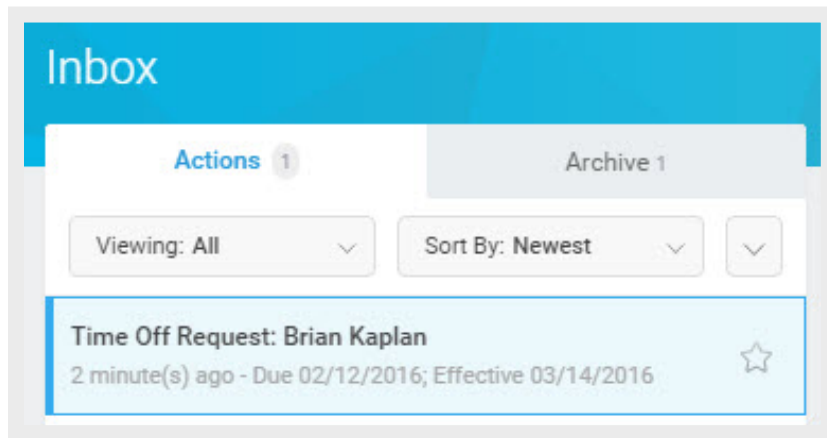 Inbox
Actions 1
Archive 1
Viewing: All
Sort By: Newest
Time Off Request: Brian Kaplan
2 minute(s) ago - Due 02/12/2016; Effective 03/14/2016